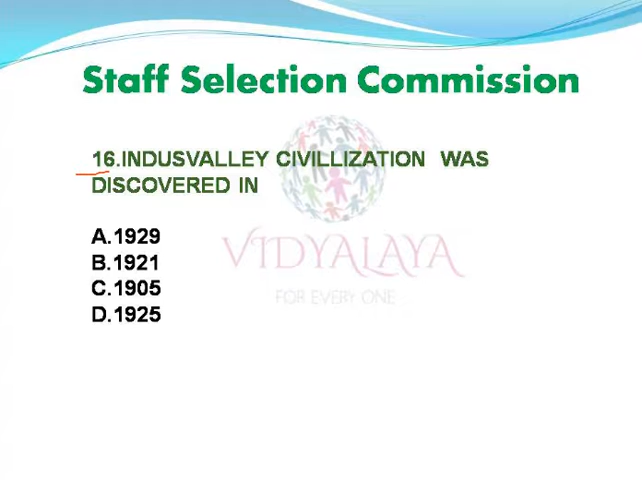 Staff Selection Commission
16.INDUSVALLEY CIVILLIZATION WAS
DISCOVERED IN
A.1929
B.1921
C.1905
D.1925
VIDYALAYA
FOR EVERY ONE